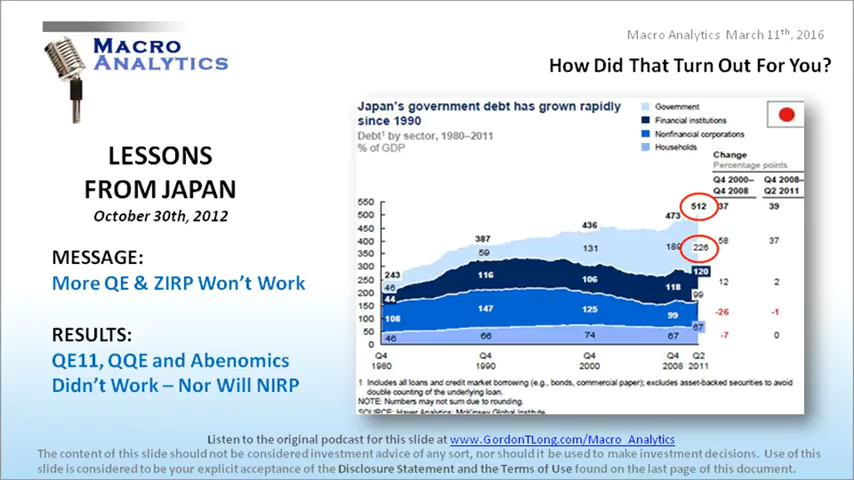 Macro Analytics March 11th, 2016
MACRO
ANALYTICS
How Did That Turn Out For You?
LESSONS
FROM JAPAN
October 30th, 2012
MESSAGE:
More QE & ZIRP Won't Work
RESULTS:
QE11, QQE and Abenomics
Didn't Work – Nor Will NIRP
Japan's government debt has grown rapidly
since 1990
Debt¹ by sector, 1980–2011
% of GDP
Government
Financial institutions
Nonfinancial corporations
Households
Change
Percentage points
Q4 2000– Q4 2008–
Q4 2008 Q2 2011
550
500
450
400
350
300
250
200
150
100
50
0
243 387 436 473 512 37 39
46 59 131 189 226 58 37
44 116 106 118 120 12 2
108 147 125 99 99 -26 -1
46 66 74 67 67 -7 0
Q4 Q4 Q4 Q4 Q2
1980 1990 2000 2008 2011
1 Includes all loans and credit market borrowing (e.g., bonds, commercial paper); excludes asset-backed securities to avoid
double counting of the underlying loan.
NOTE: Numbers may not sum due to rounding.
SOURCE: Haver Analytics; McKinsey Global Institute
Listen to the original podcast for this slide at www.GordonTLong.com/Macro_Analytics
The content of this slide should not be considered investment advice of any sort, nor should it be used to make investment decisions. Use of this
slide is considered to be your explicit acceptance of the Disclosure Statement and the Terms of Use found on the last page of this document.